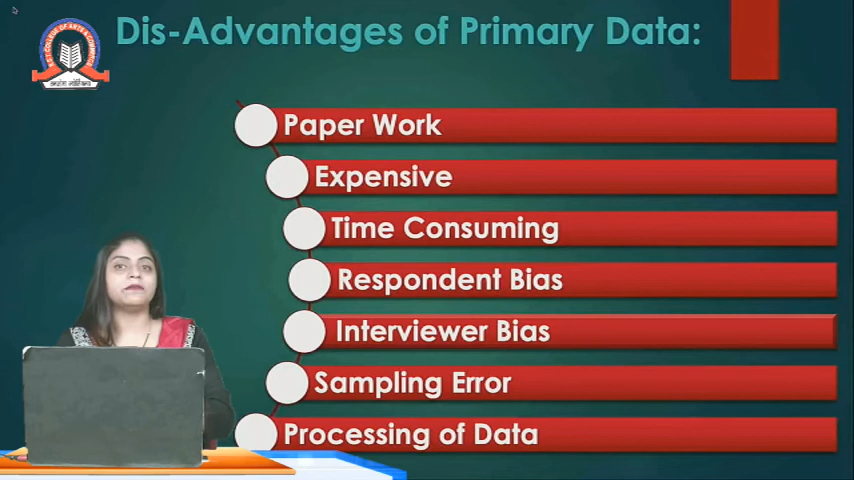 Dis-Advantages of Primary Data:
Paper Work
Expensive
Time Consuming
Respondent Bias
Interviewer Bias
Sampling Error
Processing of Data